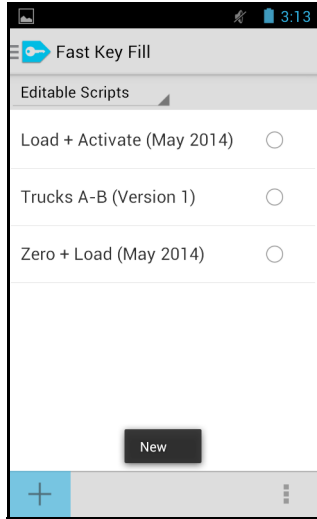 3:13
Fast Key Fill
Editable Scripts
Load + Activate (May 2014)
Trucks A-B (Version 1)
Zero + Load (May 2014)
New